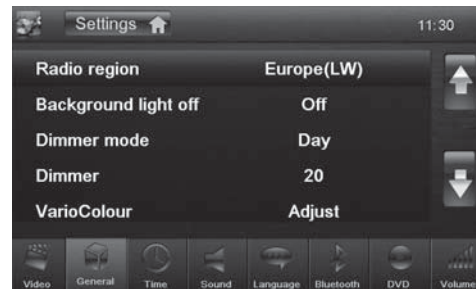 Settings 11:30
Radio region Europe(LW)
Background light off Off
Dimmer mode Day
Dimmer 20
VarioColour Adjust
Video General Time Sound Language Bluetooth DVD Volume